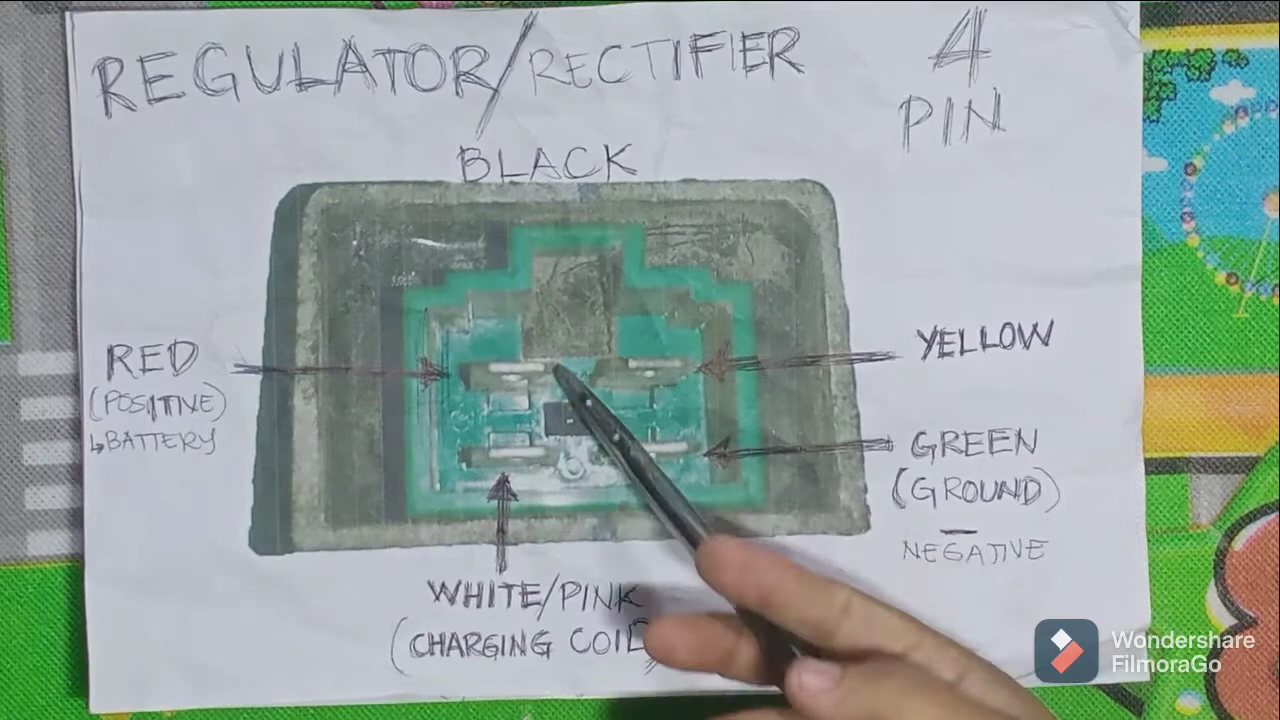 REGULATOR/RECTIFIER
4
PIN
BLACK
RED
(POSITIVE)
↳BATTERY
YELLOW
GREEN
(GROUND)
—
NEGATIVE
WHITE/PINK
(CHARGING COIL
Wondershare
FilmoraGo